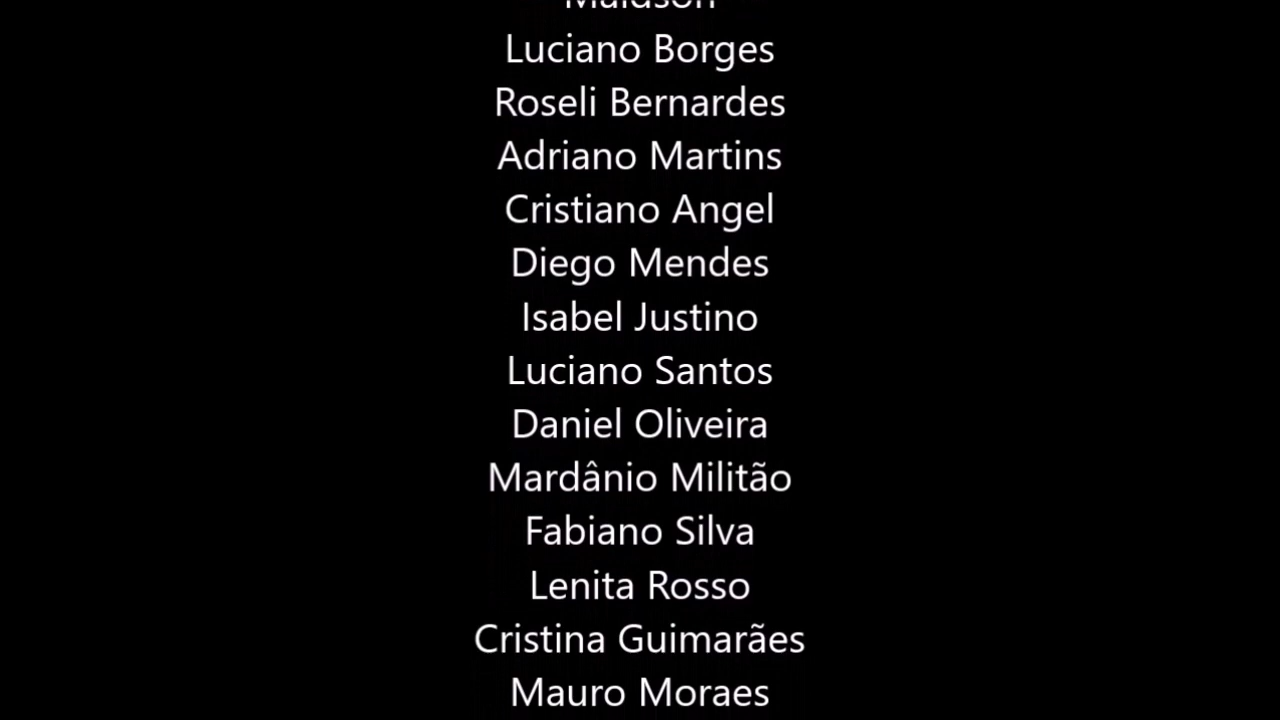 Luciano Borges
Roseli Bernardes
Adriano Martins
Cristiano Angel
Diego Mendes
Isabel Justino
Luciano Santos
Daniel Oliveira
Mardânio Militão
Fabiano Silva
Lenita Rosso
Cristina Guimarães
Mauro Moraes